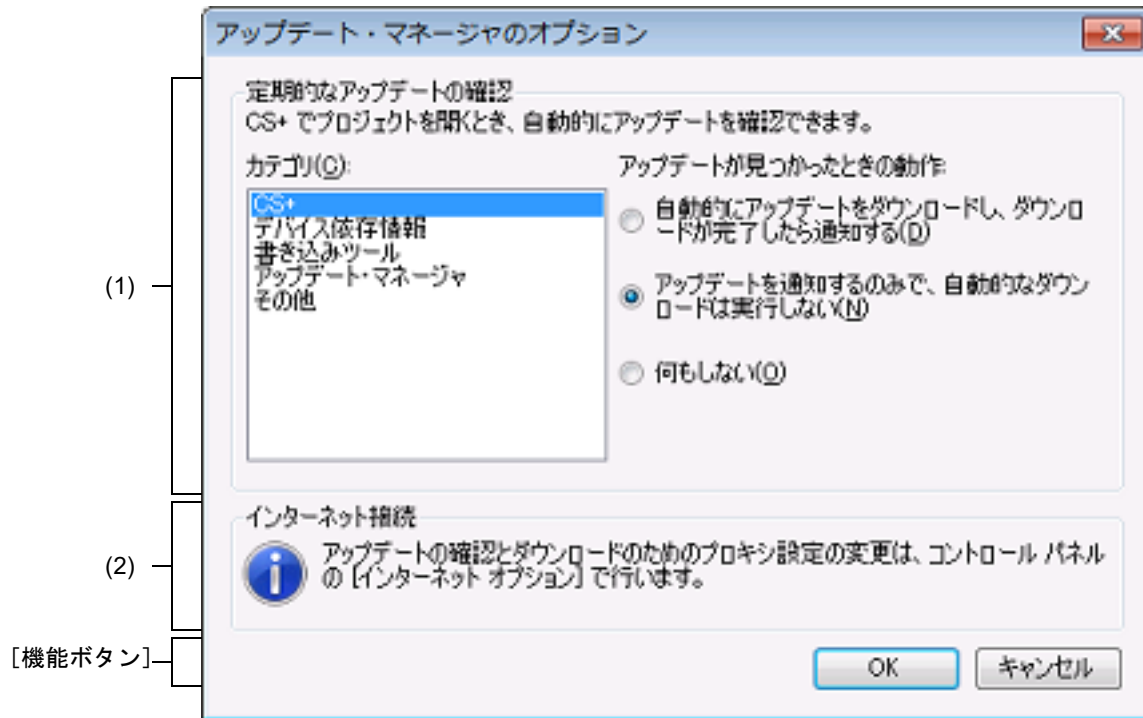 アップデート・マネージャのオプション
定期的なアップデートの確認
CS+ でプロジェクトを開くとき、自動的にアップデートを確認できます。
カテゴリ(C):
CS+
デバイス依存情報
書き込みツール
アップデート・マネージャ
その他
アップデートが見つかったときの動作:
自動的にアップデートをダウンロードし、ダウンロ
ードが完了したら通知する(D)
アップデートを通知するのみで、自動的なダウン
ロードは実行しない(N)
何もしない(O)
(1)
インターネット接続
アップデートの確認とダウンロードのためのプロキシ設定の変更は、コントロール パネル
の [インターネット オプション] で行います。
(2)
[機能ボタン]
OK
キャンセル